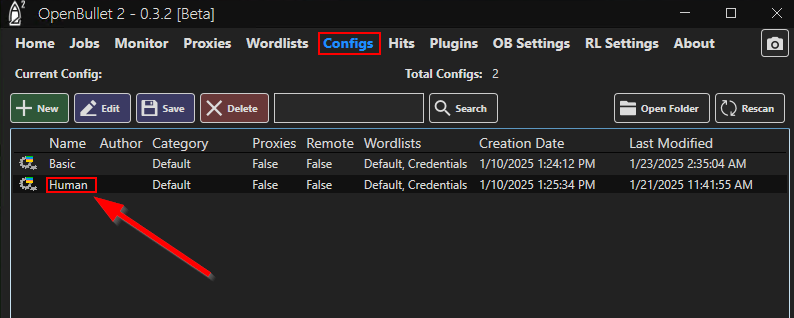 OpenBullet 2 - 0.3.2 [Beta]
Home Jobs Monitor Proxies Wordlists Configs Hits Plugins OB Settings RL Settings About
Current Config: Total Configs: 2
New Edit Save Delete Search Open Folder Rescan
Name Author Category Proxies Remote Wordlists Creation Date Last Modified
Basic Default False False Default, Credentials 1/10/2025 1:24:12 PM 1/23/2025 2:35:04 AM
Human Default False False Default, Credentials 1/10/2025 1:25:34 PM 1/21/2025 11:41:55 AM